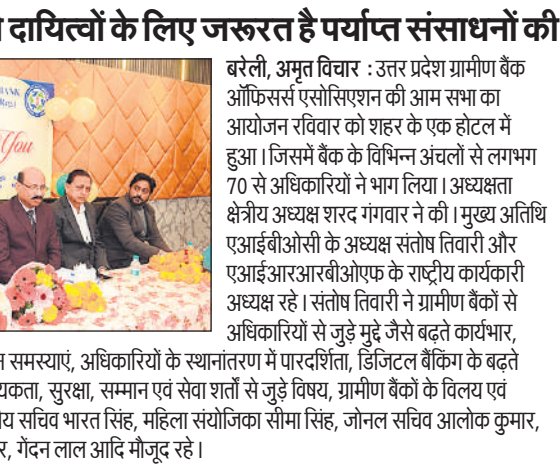 दायित्वों के लिए जरूरत है पर्याप्त संसाधनों की
BANK
You
बरेली, अमृत विचार : उत्तर प्रदेश ग्रामीण बैंक
ऑफिसर्स एसोसिएशन की आम सभा का
आयोजन रविवार को शहर के एक होटल में
हुआ। जिसमें बैंक के विभिन्न अंचलों से लगभग
70 से अधिकारियों ने भाग लिया। अध्यक्षता
क्षेत्रीय अध्यक्ष शरद गंगवार ने की। मुख्य अतिथि
एआईबीओसी के अध्यक्ष संतोष तिवारी और
एआईआरआरबीओएफ के राष्ट्रीय कार्यकारी
अध्यक्ष रहे। संतोष तिवारी ने ग्रामीण बैंकों से
अधिकारियों से जुड़े मुद्दे जैसे बढ़ते कार्यभार,
समस्याएं, अधिकारियों के स्थानांतरण में पारदर्शिता, डिजिटल बैंकिंग के बढ़ते
यकता, सुरक्षा, सम्मान एवं सेवा शर्तों से जुड़े विषय, ग्रामीण बैंकों के विलय एवं
ीय सचिव भारत सिंह, महिला संयोजिका सीमा सिंह, जोनल सचिव आलोक कुमार,
र, गेंदन लाल आदि मौजूद रहे।